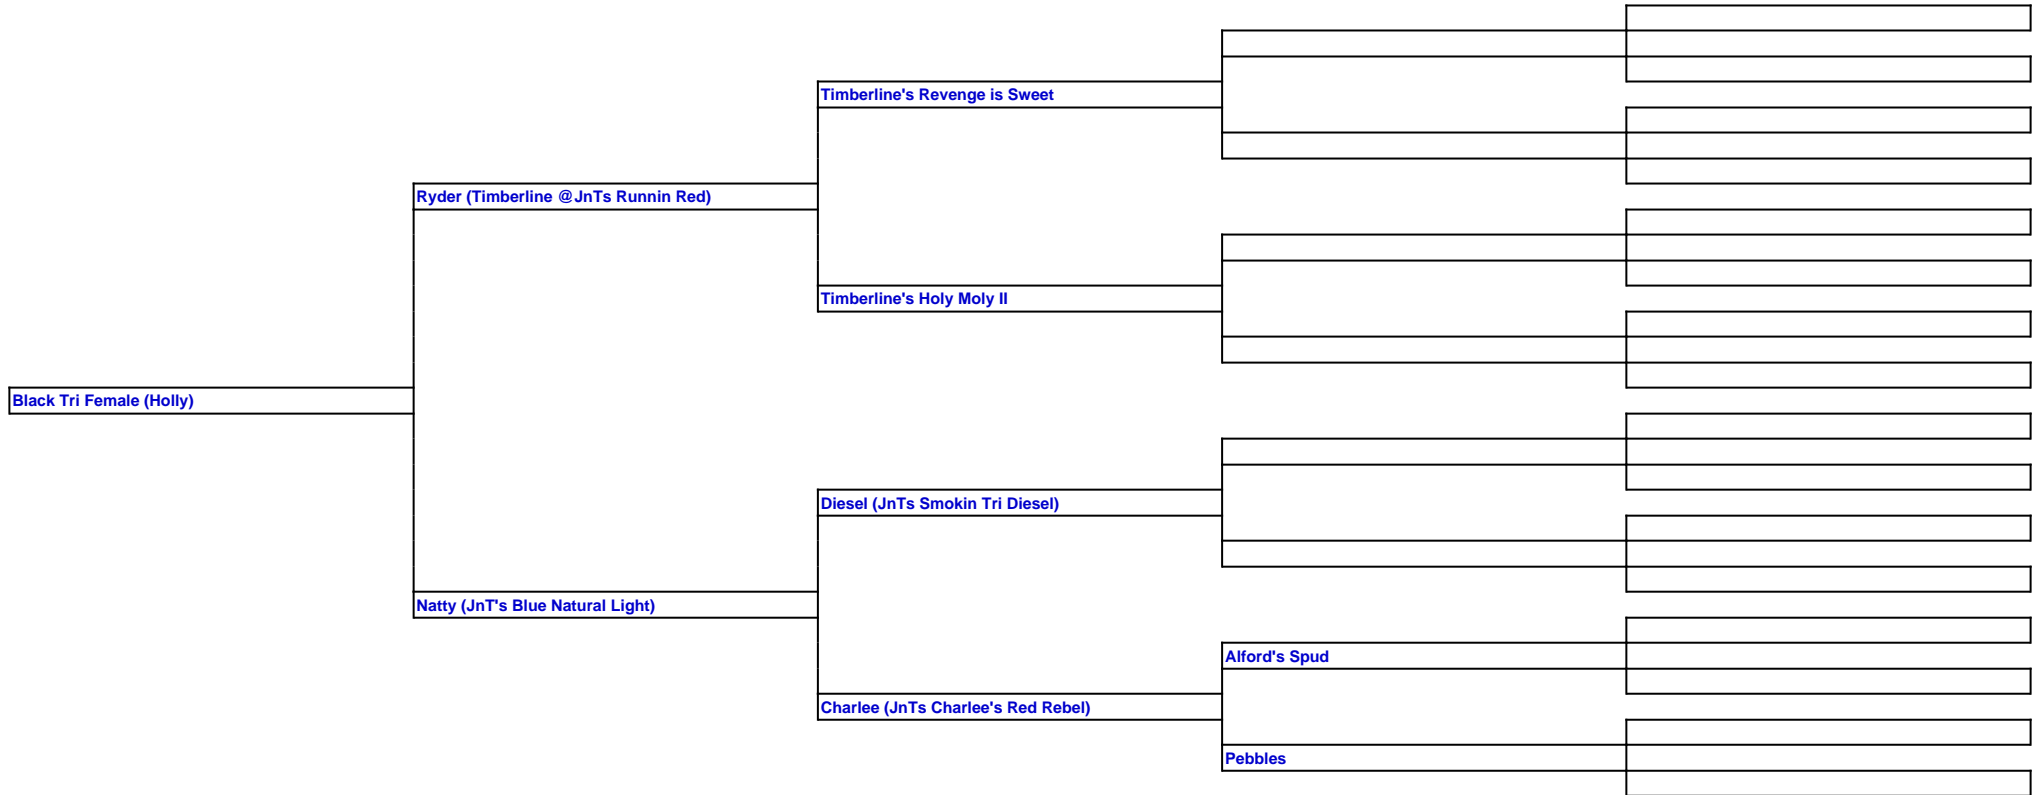 Timberline's Revenge is Sweet
Ryder (Timberline @JnTs Runnin Red)
Timberline's Holy Moly II
Black Tri Female (Holly)
Diesel (JnTs Smokin Tri Diesel)
Natty (JnT's Blue Natural Light)
Alford's Spud
Charlee (JnTs Charlee's Red Rebel)
Pebbles